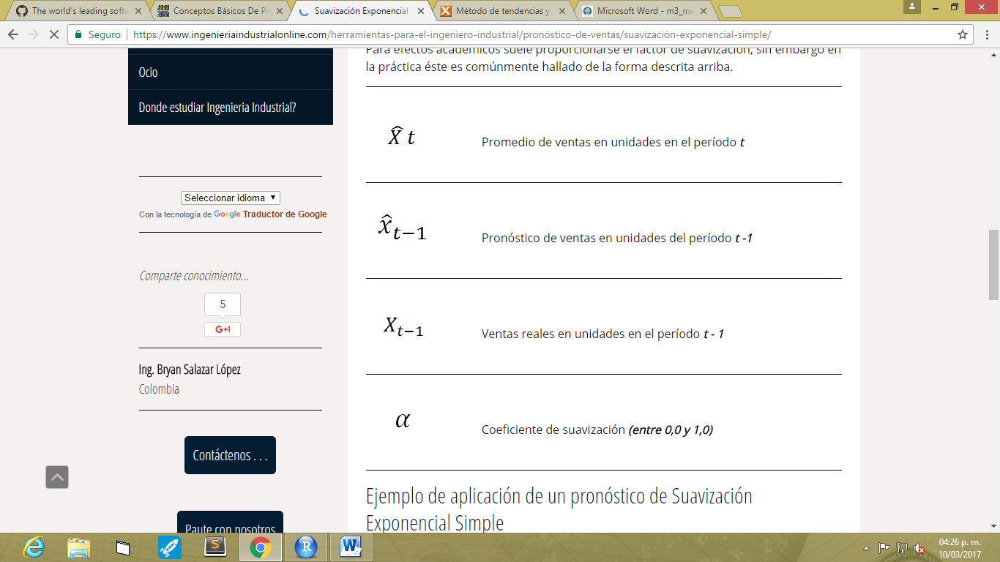 The world's leading softw
Conceptos Básicos De Pr
Suavización Exponencial
Método de tendencias y
Microsoft Word - m3_me
Seguro
https://www.ingenieriaindustrialonline.com/herramientas-para-el-ingeniero-industrial/pronóstico-de-ventas/suavización-exponencial-simple/
Para efectos académicos suele proporcionarse el factor de suavización, sin embargo en
la práctica éste es comúnmente hallado de la forma descrita arriba.
Ocio
Donde estudiar Ingenieria Industrial?
X̂ t
Promedio de ventas en unidades en el período t
Seleccionar idioma ▼
Con la tecnología de Google Traductor de Google
x̂ t−1
Pronóstico de ventas en unidades del período t -1
Comparte conocimiento...
5
G+1
X t−1
Ventas reales en unidades en el período t - 1
Ing. Bryan Salazar López
Colombia
α
Coeficiente de suavización (entre 0,0 y 1,0)
Contáctenos . . .
Ejemplo de aplicación de un pronóstico de Suavización
Exponencial Simple
Paute con nosotros
04:26 p. m.
10/03/2017